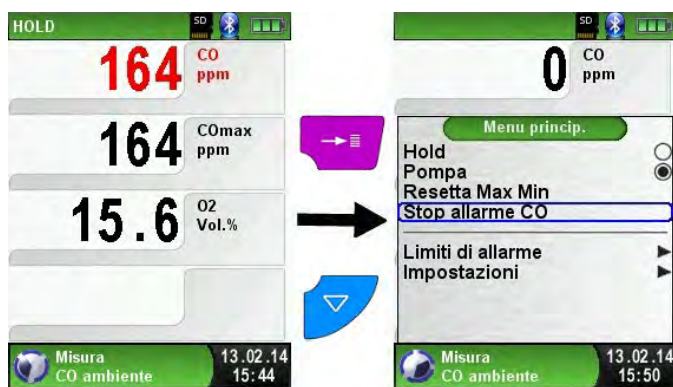 HOLD
SD
164 CO ppm
164 COmax ppm
15.6 O2 Vol.%
Misura 13.02.14
CO ambiente 15:44
SD
0 CO ppm
Menu princip.
Hold
Pompa
Resetta Max Min
Stop allarme CO
Limiti di allarme
Impostazioni
Misura 13.02.14
CO ambiente 15:50